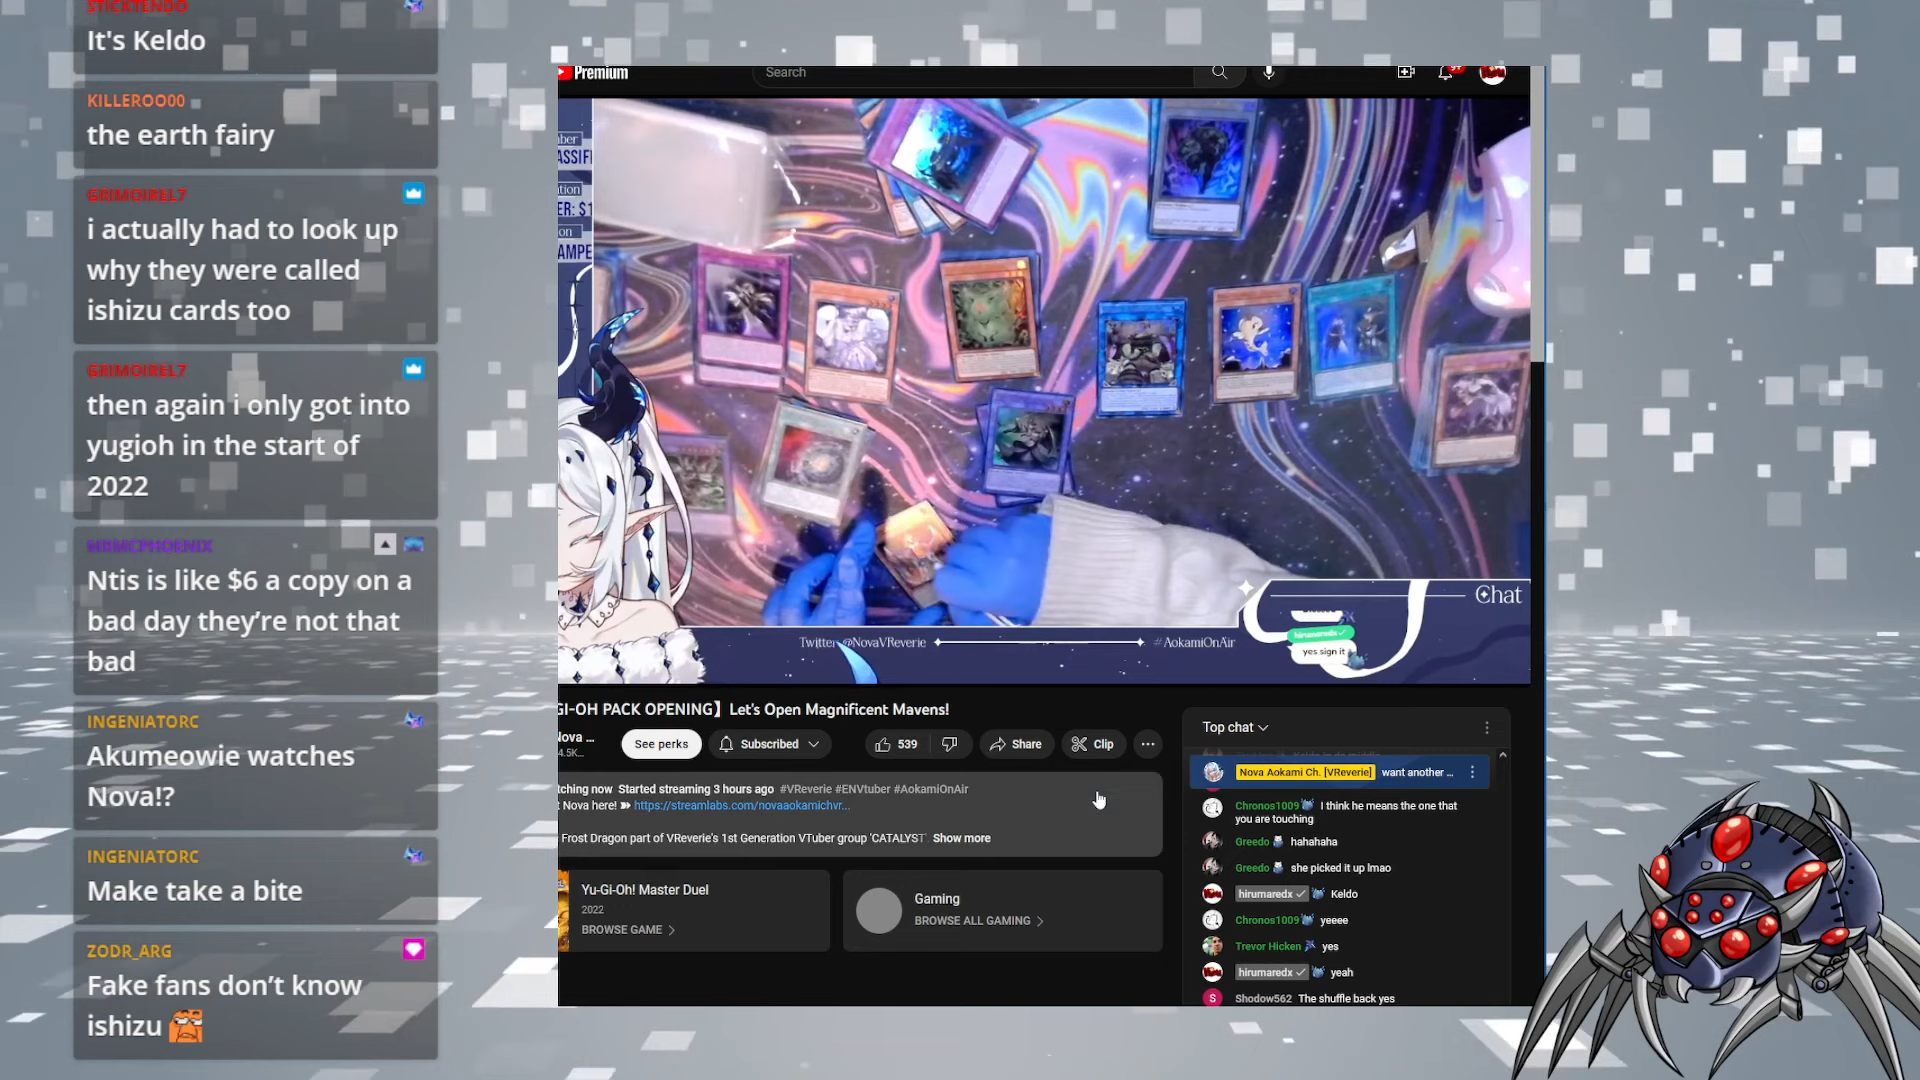 STICKTENDO
It's Keldo
KILLEROO00
the earth fairy
GRIMOIREL7
i actually had to look up
why they were called
ishizu cards too
GRIMOIREL7
then again i only got into
yugioh in the start of
2022
MRMCPHOENIX
Ntis is like $6 a copy on a
bad day they're not that
bad
INGENIATORC
Akumeowie watches
Nova!?
INGENIATORC
Make take a bite
ZODR_ARG
Fake fans don't know
ishizu
Premium
Search
Chat
hirumaredx
yes sign it
Twitter @NovaVReverie
#AokamiOnAir
GI-OH PACK OPENING】Let's Open Magnificent Mavens!
Nova ...
4.5K...
See perks
Subscribed
539
Share
Clip
tching now Started streaming 3 hours ago #VReverie #ENVtuber #AokamiOnAir
t Nova here! https://streamlabs.com/novaaokamichvr...
Frost Dragon part of VReverie's 1st Generation VTuber group 'CATALYST' Show more
Yu-Gi-Oh! Master Duel
2022
BROWSE GAME
Gaming
BROWSE ALL GAMING
Top chat
Nova Aokami Ch. [VReverie] want another ...
Chronos1009 I think he means the one that
you are touching
Greedo hahahaha
Greedo she picked it up lmao
hirumaredx Keldo
Chronos1009 yeeee
Trevor Hicken yes
hirumaredx yeah
S Shodow562 The shuffle back yes